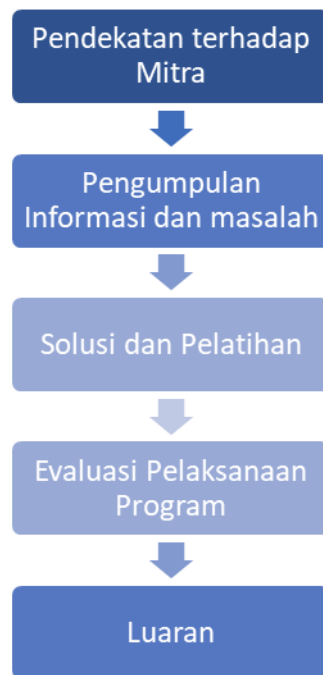 Pendekatan terhadap
Mitra
Pengumpulan
Informasi dan masalah
Solusi dan Pelatihan
Evaluasi Pelaksanaan
Program
Luaran